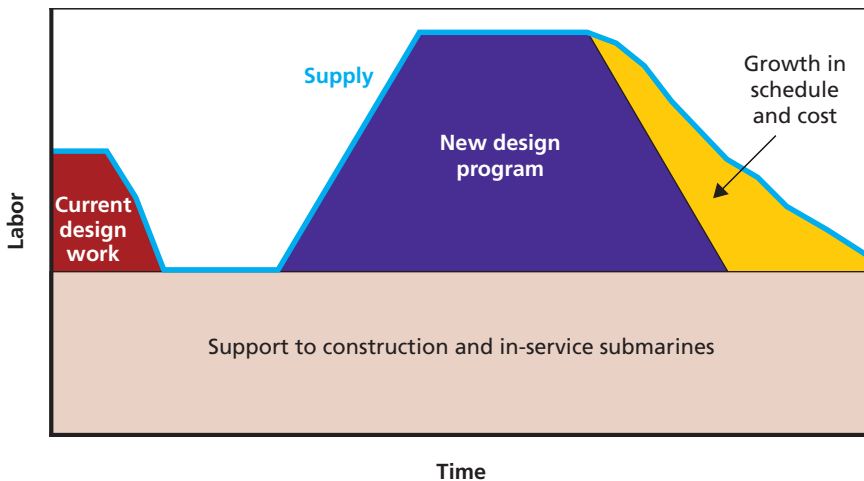 Supply
Growth in
schedule
and cost
New design
program
Current
design
work
Labor
Support to construction and in-service submarines
Time